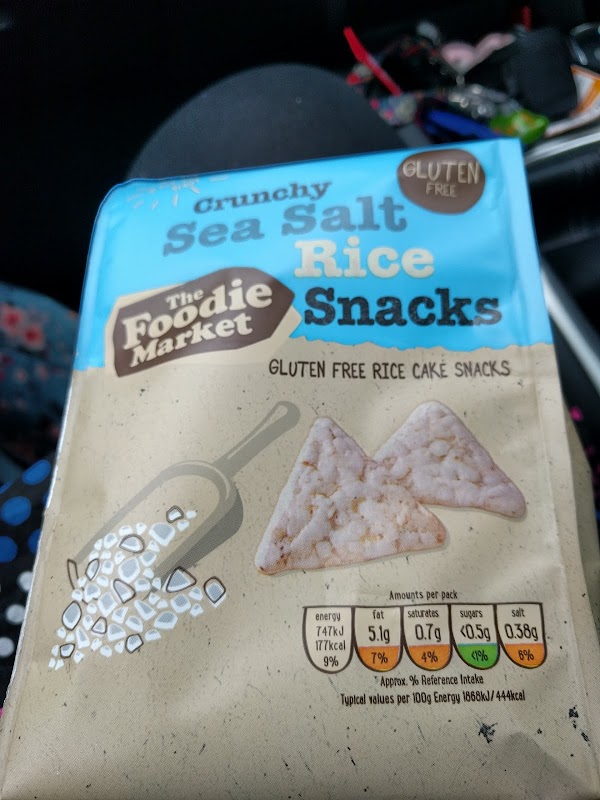 GLUTEN
FREE
Crunchy
Sea Salt
Rice
Snacks
The
Foodie
Market
GLUTEN FREE RICE CAKE SNACKS
Amounts per pack
energy
747kJ
177kcal
9%
fat
5.1g
7%
saturates
0.7g
4%
sugars
<0.5g
<1%
salt
0.38g
6%
Approx. % Reference Intake
Typical values per 100g Energy 1868kJ/444kcal